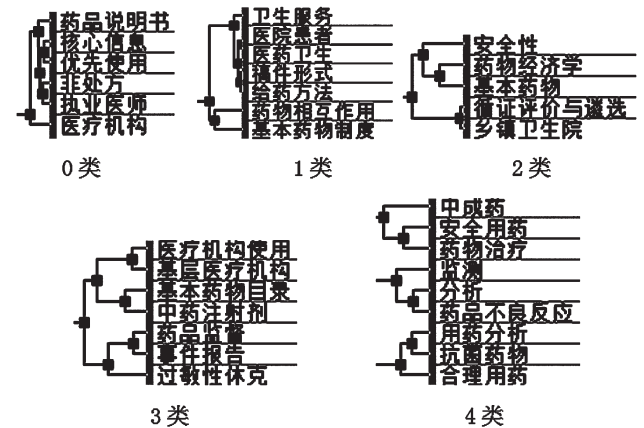 药品说明书
核心信息
优先使用
非处方
执业医师
医疗机构
0 类
卫生服务
医院患者
医药卫生
稿件形式
给药方法
药物相互作用
基本药物制度
1 类
安全性
药物经济学
基本药物
循证评价与遴选
乡镇卫生院
2 类
医疗机构使用
基层医疗机构
基本药物目录
中药注射剂
药品监督
事件报告
过敏性休克
3 类
中成药
安全用药
药物治疗
监测
分析
药品不良反应
用药分析
抗菌药物
合理用药
4 类